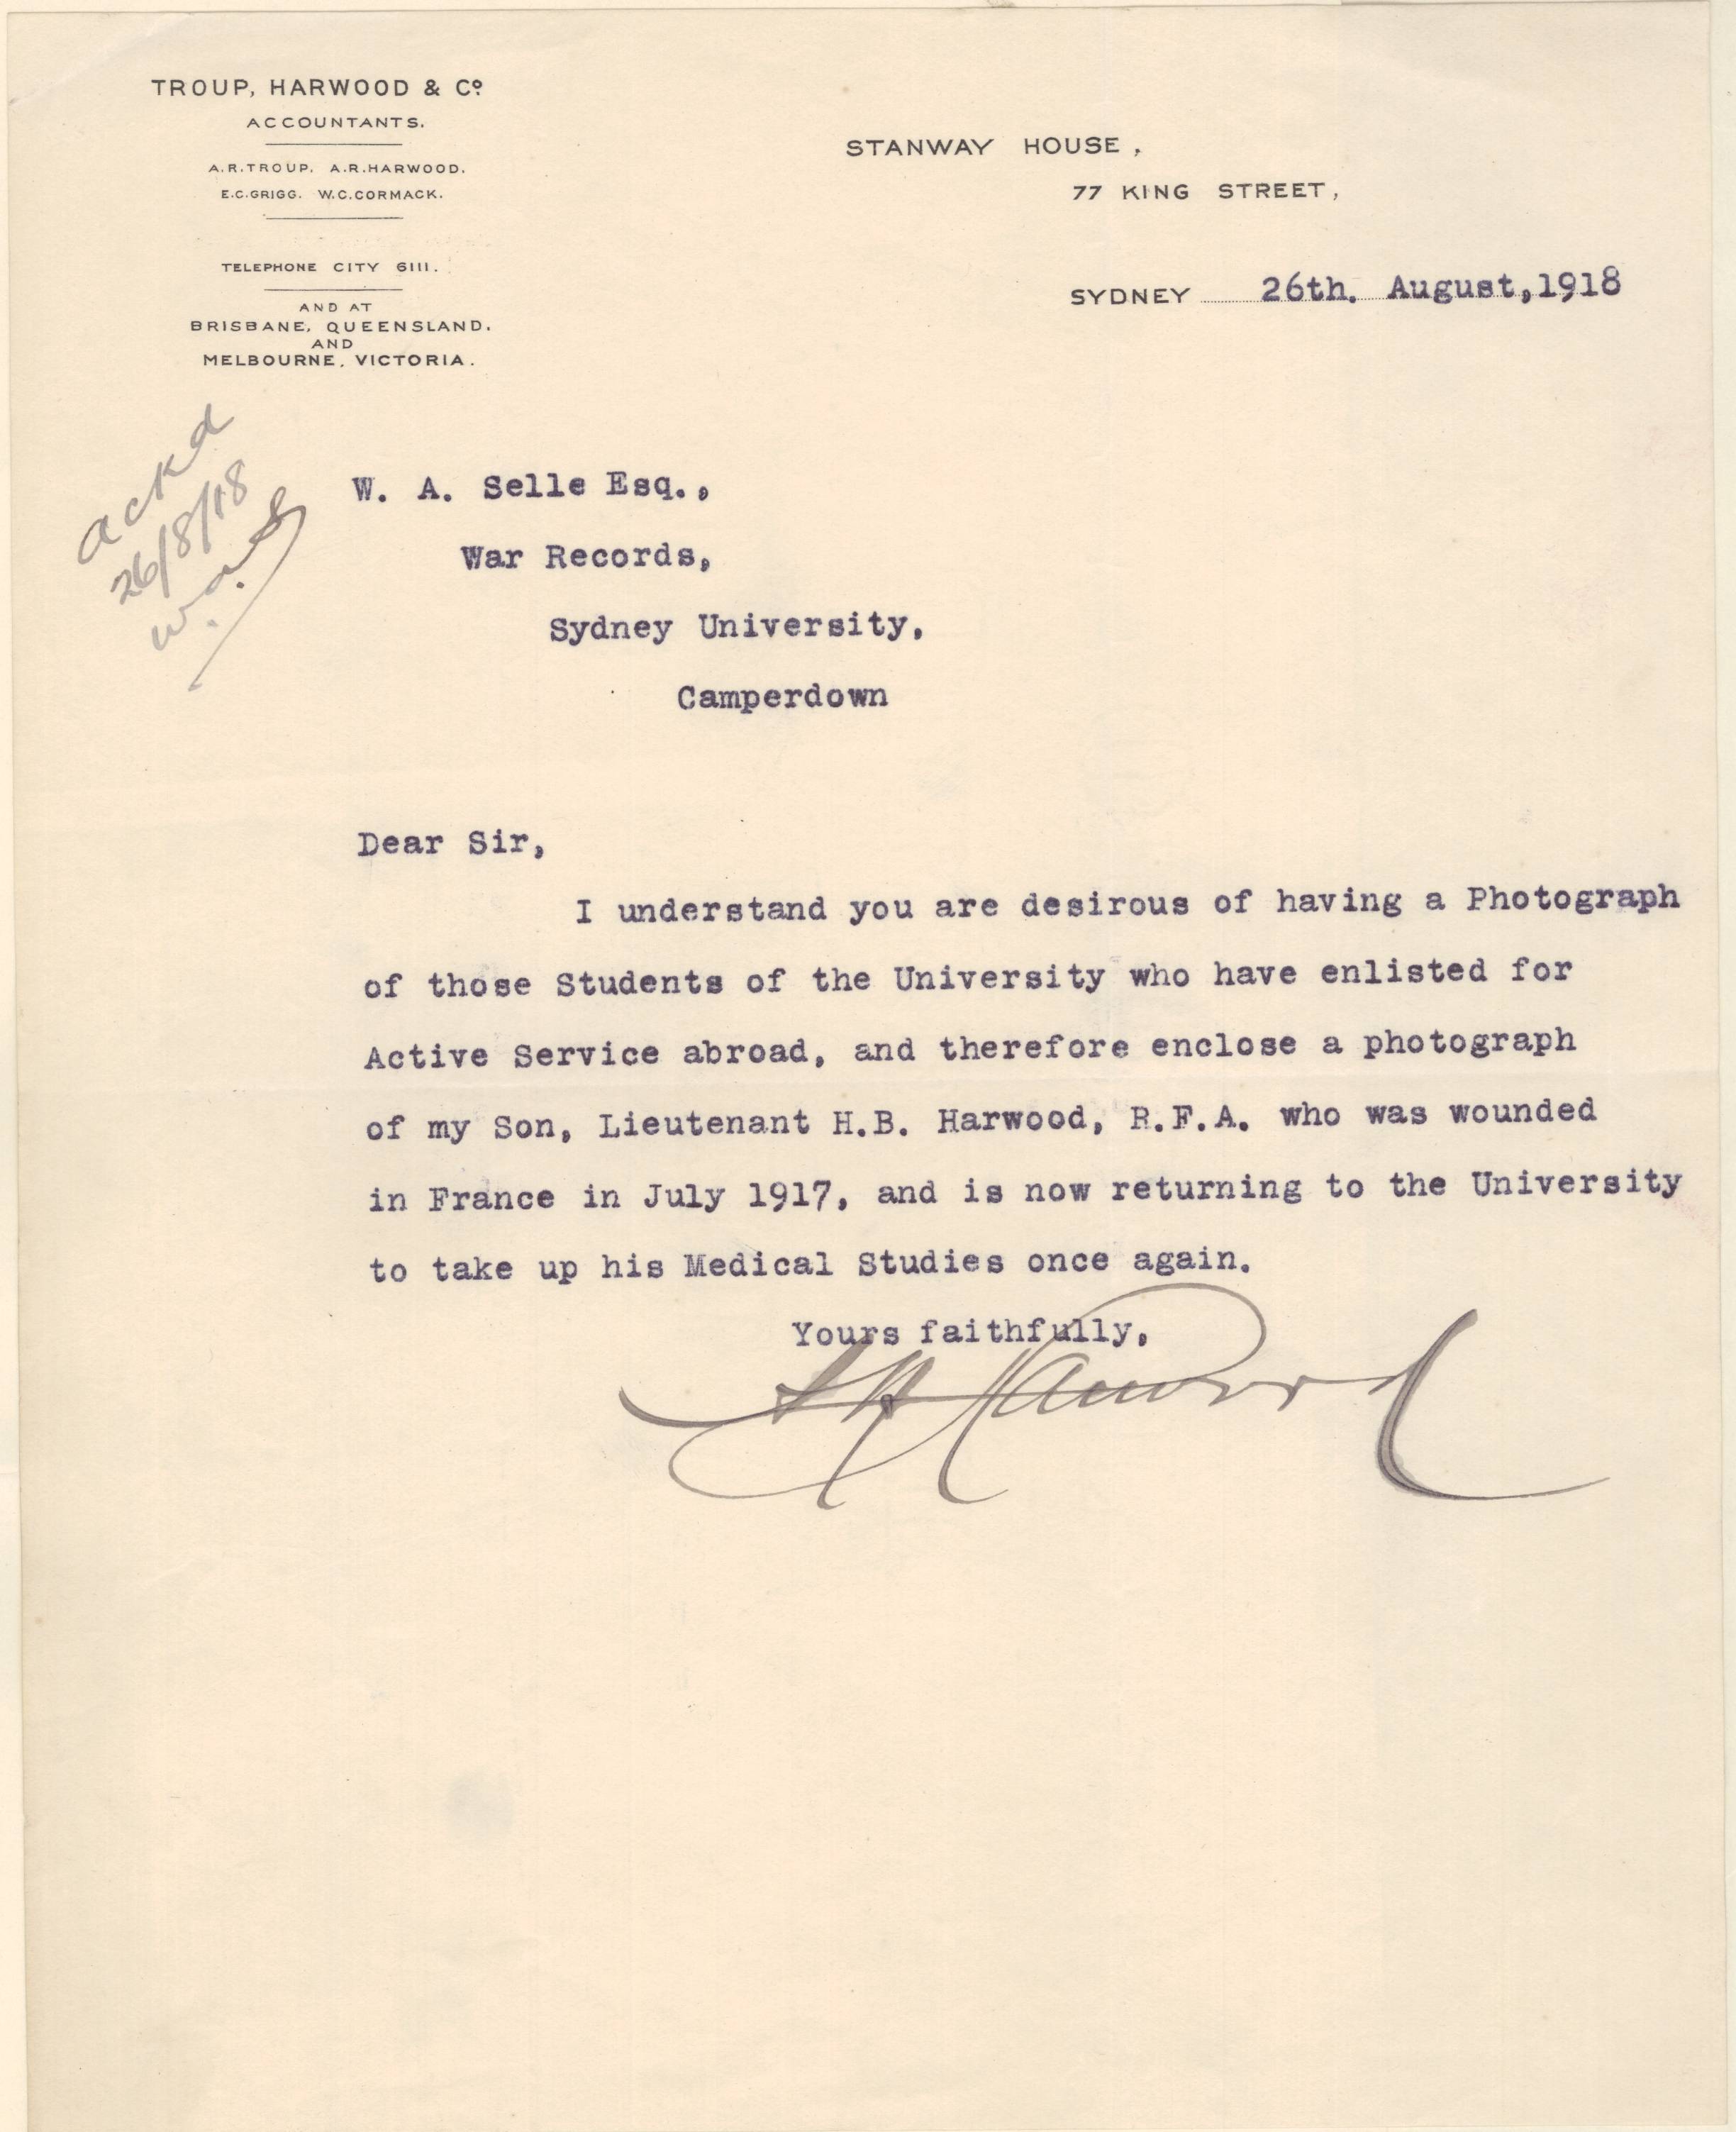 TROUP, HARWOOD & Cº
ACCOUNTANTS.
A.R.TROUP. A.R.HARWOOD.
E.C.GRIGG. W.C.CORMACK.
TELEPHONE CITY 6111.
AND AT
BRISBANE, QUEENSLAND.
AND
MELBOURNE, VICTORIA.
STANWAY HOUSE,
77 KING STREET,
SYDNEY 26th. August,1918
ackd
26/8/18
W. A. Selle Esq.,
War Records,
Sydney University,
Camperdown
Dear Sir,
I understand you are desirous of having a Photograph
of those Students of the University who have enlisted for
Active Service abroad, and therefore enclose a photograph
of my Son, Lieutenant H.B. Harwood, R.F.A. who was wounded
in France in July 1917, and is now returning to the University
to take up his Medical Studies once again.
Yours faithfully,
Harwood